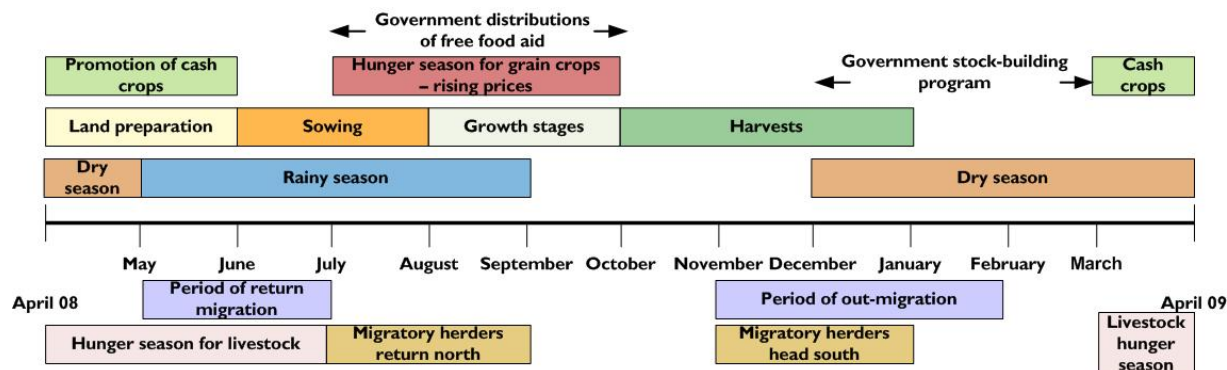 Government distributions
of free food aid
Promotion of cash
crops
Hunger season for grain crops
– rising prices
Government stock-building
program
Cash
crops
Land preparation
Sowing
Growth stages
Harvests
Dry
season
Rainy season
Dry season
May
June
July
August
September
October
November
December
January
February
March
April 08
Period of return
migration
Period of out-migration
April 09
Hunger season for livestock
Migratory herders
return north
Migratory herders
head south
Livestock
hunger
season